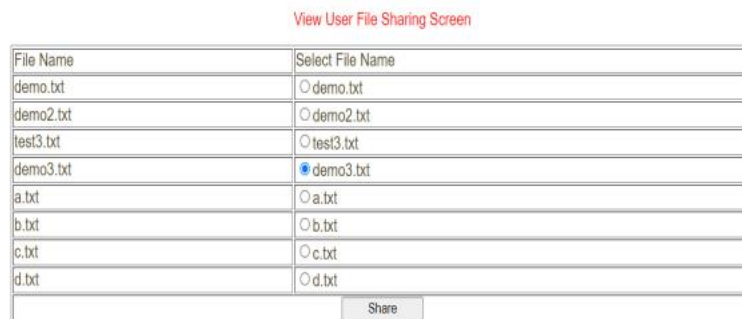 View User File Sharing Screen
File Name Select File Name
demo.txt demo.txt
demo2.txt demo2.txt
test3.txt test3.txt
demo3.txt demo3.txt
a.txt a.txt
b.txt b.txt
c.txt c.txt
d.txt d.txt
Share